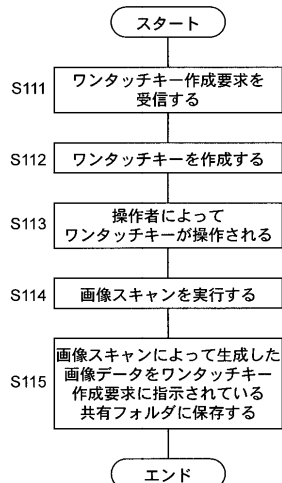 スタート
S111
ワンタッチキー作成要求を
受信する
S112
ワンタッチキーを作成する
S113
操作者によって
ワンタッチキーが操作される
S114
画像スキャンを実行する
S115
画像スキャンによって生成した
画像データをワンタッチキー
作成要求に指示されている
共有フォルダに保存する
エンド